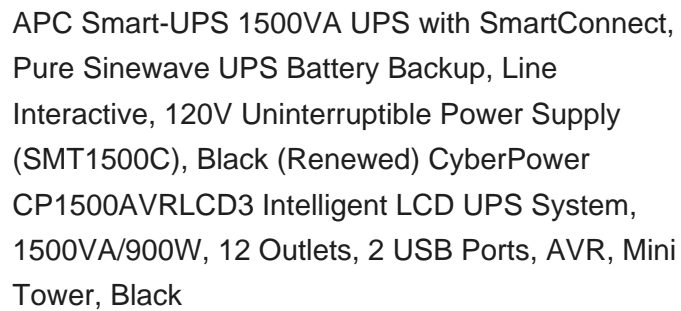 APC Smart-UPS 1500VA UPS with SmartConnect,
Pure Sinewave UPS Battery Backup, Line
Interactive, 120V Uninterruptible Power Supply
(SMT1500C), Black (Renewed) CyberPower
CP1500AVRLCD3 Intelligent LCD UPS System,
1500VA/900W, 12 Outlets, 2 USB Ports, AVR, Mini
Tower, Black